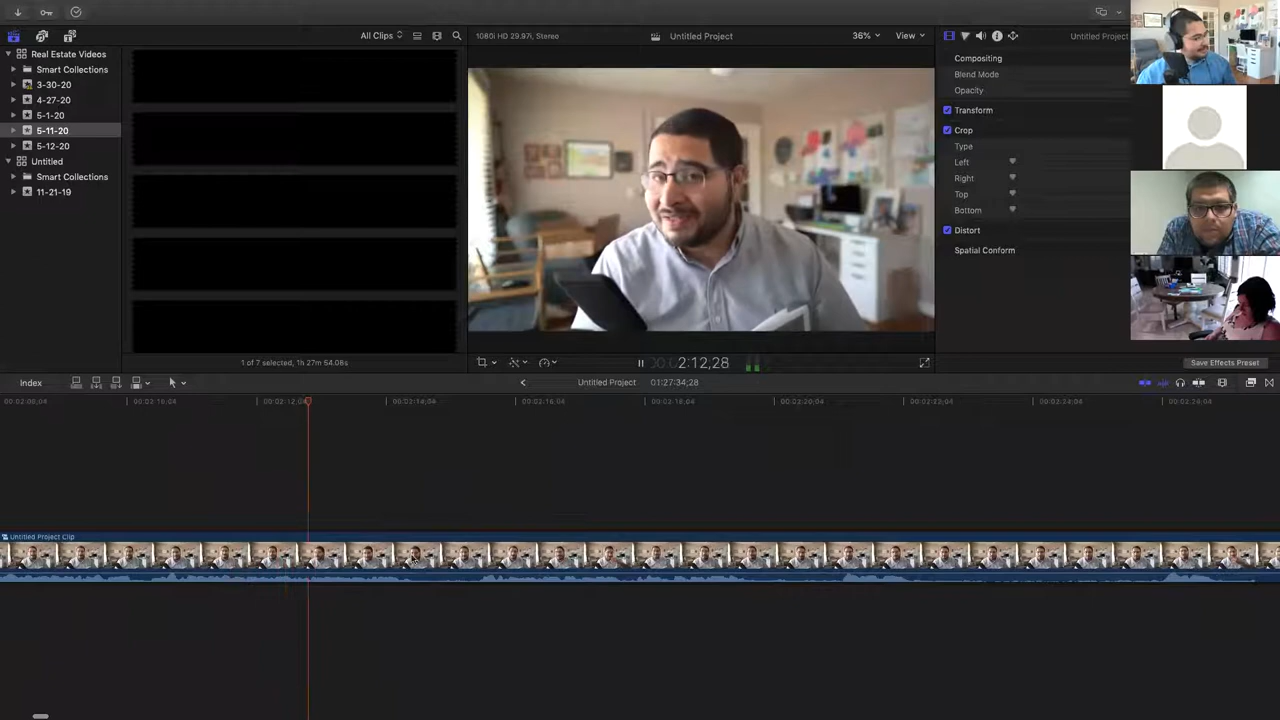 All Clips
1080i HD 29.97i, Stereo
Untitled Project
36%
View
Untitled Project
Real Estate Videos
Smart Collections
3-30-20
4-27-20
5-1-20
5-11-20
5-12-20
Untitled
Smart Collections
11-21-19
Compositing
Blend Mode
Opacity
Transform
Crop
Type
Left
Right
Top
Bottom
Distort
Spatial Conform
1 of 7 selected, 1h 27m 54.08s
2:12,28
Save Effects Preset
Index
Untitled Project
01:27:34;28
Untitled Project Clip